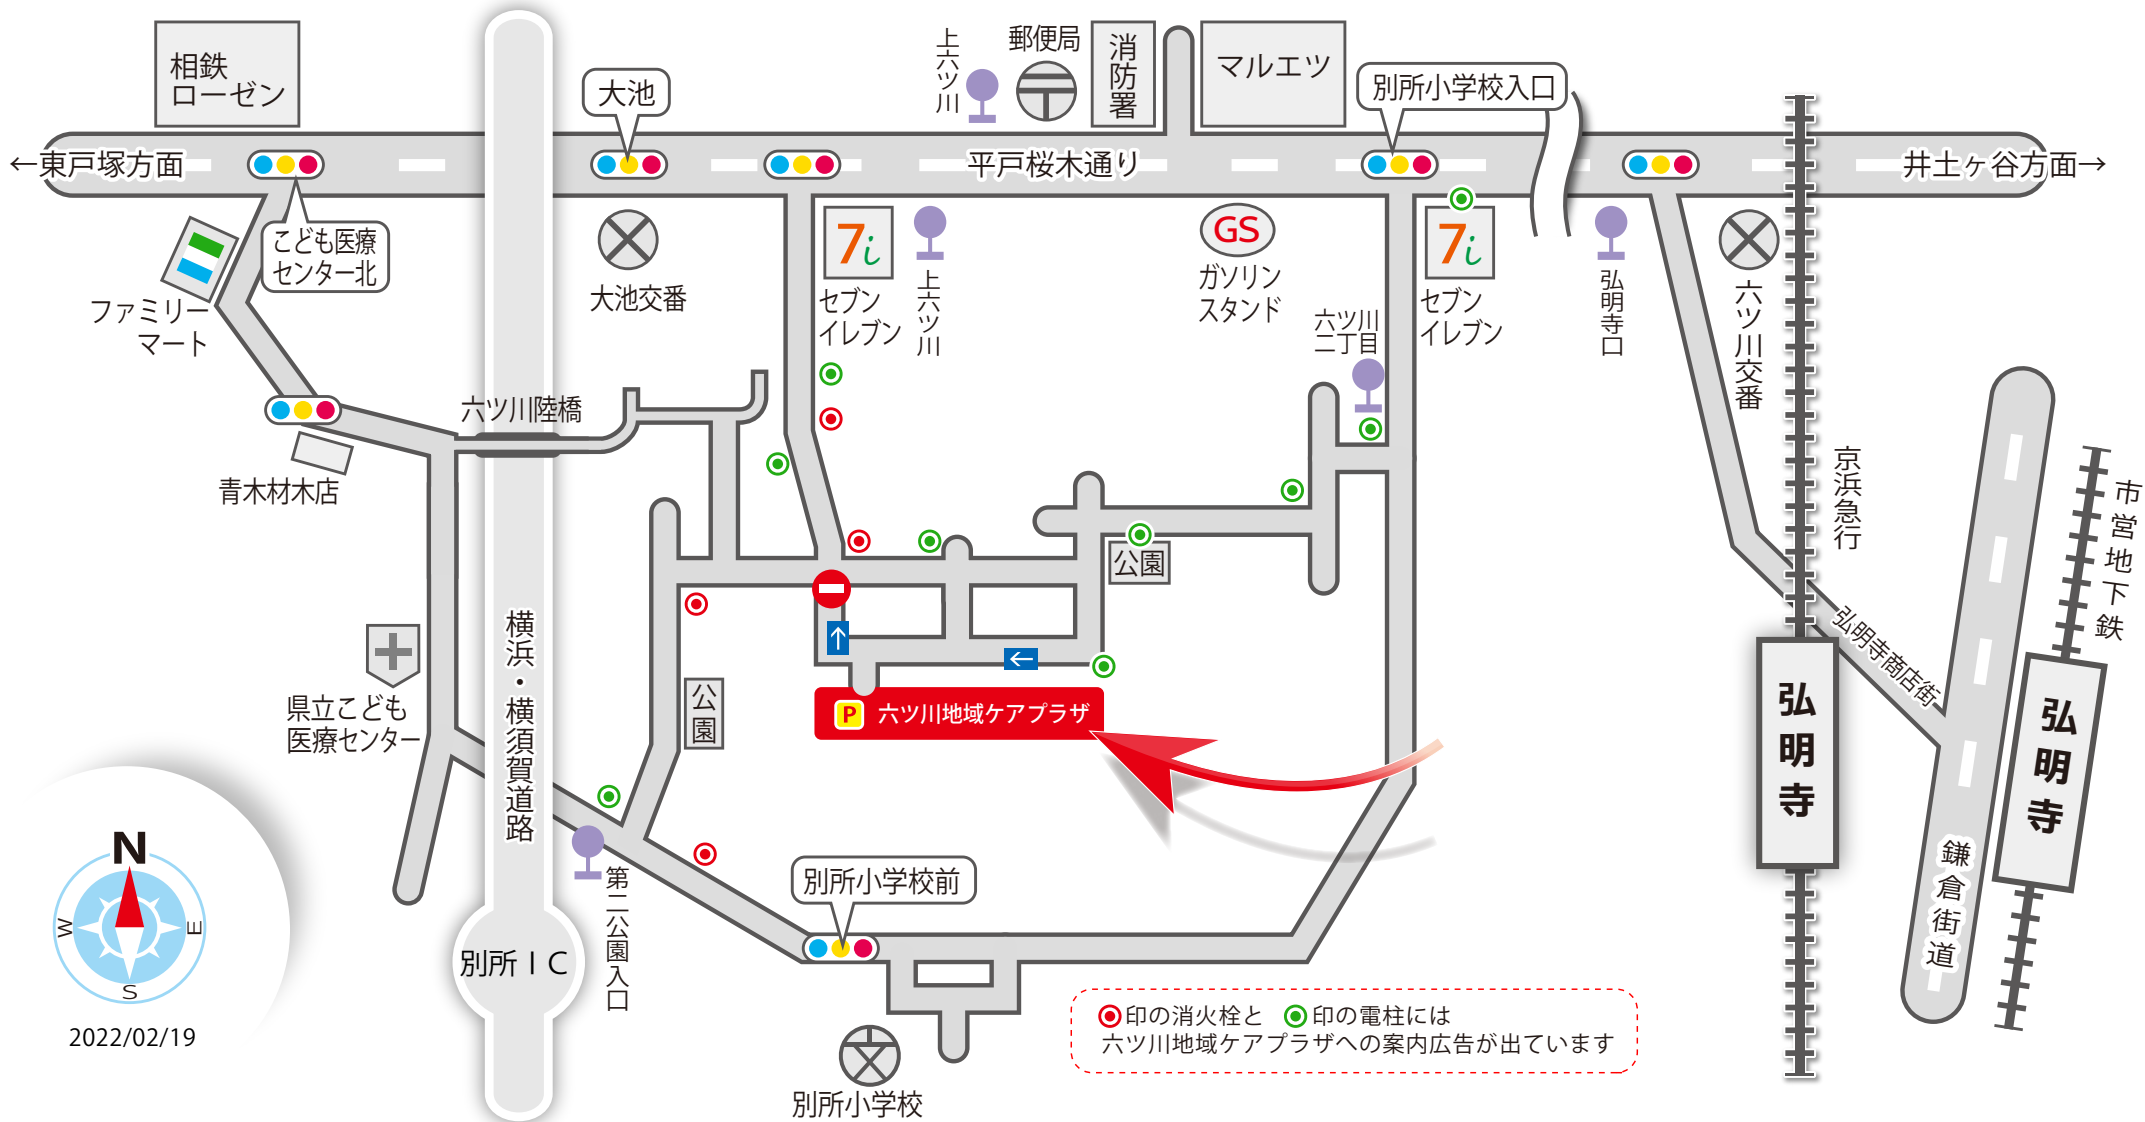 相鉄
ローゼン
大池
上六ツ川
郵便局
消防署
マルエツ
別所小学校入口
←東戸塚方面
平戸桜木通り
井土ヶ谷方面→
こども医療
センター北
ファミリー
マート
大池交番
7i
セブン
イレブン
上六ツ川
GS
ガソリン
スタンド
六ツ川
二丁目
7i
セブン
イレブン
弘明寺口
六ツ川交番
六ツ川陸橋
青木材木店
京浜急行
市営地下鉄
公園
弘明寺商店街
横浜・横須賀道路
県立こども
医療センター
公園
P 六ツ川地域ケアプラザ
弘明寺
弘明寺
鎌倉街道
N
W
E
S
2022/02/19
別所IC
第二公園入口
別所小学校前
別所小学校
印の消火栓と 印の電柱には
六ツ川地域ケアプラザへの案内広告が出ています